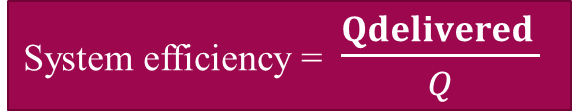 System efficiency = Qdelivered / Q